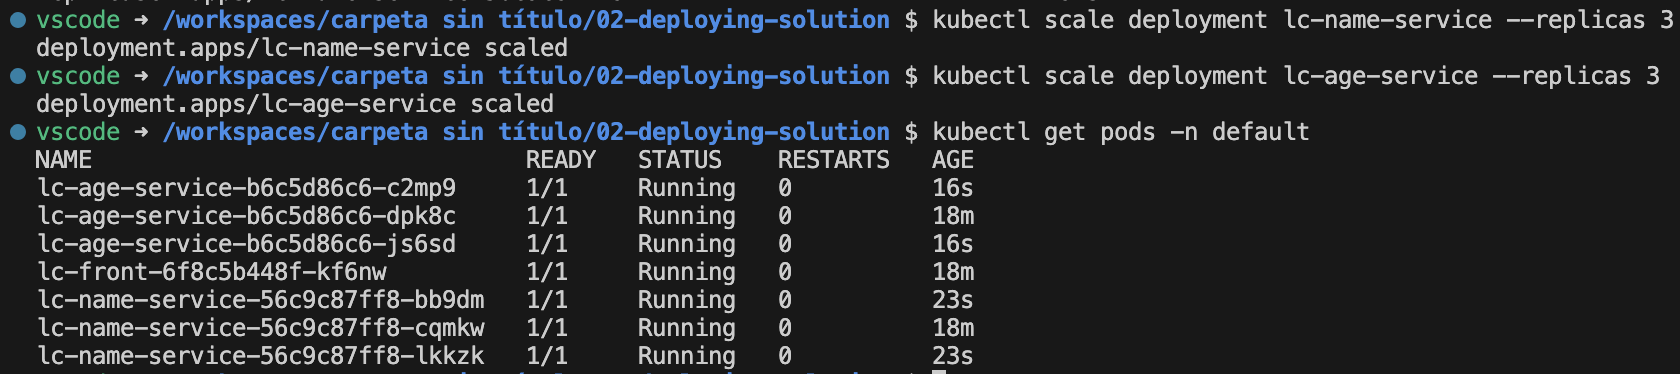 vscode ➜ /workspaces/carpeta sin título/02-deploying-solution $ kubectl scale deployment lc-name-service --replicas 3
deployment.apps/lc-name-service scaled
vscode ➜ /workspaces/carpeta sin título/02-deploying-solution $ kubectl scale deployment lc-age-service --replicas 3
deployment.apps/lc-age-service scaled
vscode ➜ /workspaces/carpeta sin título/02-deploying-solution $ kubectl get pods -n default
NAME READY STATUS RESTARTS AGE
lc-age-service-b6c5d86c6-c2mp9 1/1 Running 0 16s
lc-age-service-b6c5d86c6-dpk8c 1/1 Running 0 18m
lc-age-service-b6c5d86c6-js6sd 1/1 Running 0 16s
lc-front-6f8c5b448f-kf6nw 1/1 Running 0 18m
lc-name-service-56c9c87ff8-bb9dm 1/1 Running 0 23s
lc-name-service-56c9c87ff8-cqmkw 1/1 Running 0 18m
lc-name-service-56c9c87ff8-lkkzk 1/1 Running 0 23s